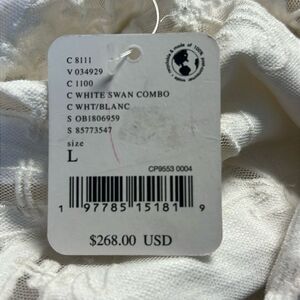 C 8111
V 034929
C 1100
C WHITE SWAN COMBO
C WHT/BLANC
S OB1806959
S 85773547
size
L
CP9553 0004
1 97785 15181 9
$268.00 USD